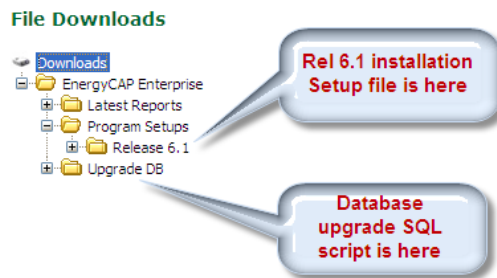 File Downloads
Downloads
EnergyCAP Enterprise
Latest Reports
Program Setups
Release 6.1
Upgrade DB
Rel 6.1 installation
Setup file is here
Database
upgrade SQL
script is here